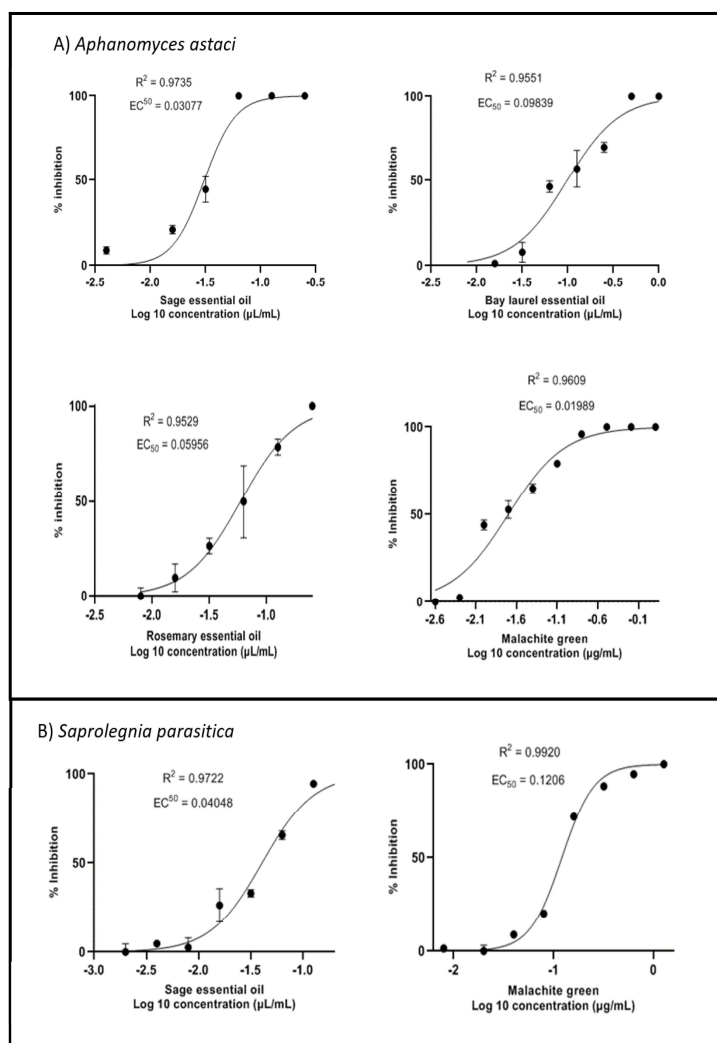 A) Aphanomyces astaci
R² = 0.9735
EC⁵⁰ = 0.03077
% inhibition
100
50
0
-2.5 -2.0 -1.5 -1.0 -0.5
Sage essential oil
Log 10 concentration (µL/mL)
R² = 0.9551
EC₅₀ = 0.09839
% inhibition
100
50
0
-2.5 -2.0 -1.5 -1.0 -0.5 0.0
Bay laurel essential oil
Log 10 concentration (µL/mL)
R² = 0.9529
EC₅₀ = 0.05956
% inhibition
100
50
0
-2.5 -2.0 -1.5 -1.0
Rosemary essential oil
Log 10 concentration (µL/mL)
R² = 0.9609
EC₅₀ = 0.01989
% Inhibition
100
50
0
-2.6 -2.1 -1.6 -1.1 -0.6 -0.1
Malachite green
Log 10 concentration (µg/mL)
B) Saprolegnia parasitica
R² = 0.9722
EC⁵⁰ = 0.04048
% Inhibition
100
50
0
-3.0 -2.5 -2.0 -1.5 -1.0
Sage essential oil
Log 10 concentration (µL/mL)
R² = 0.9920
EC₅₀ = 0.1206
% Inhibition
100
50
0
-2 -1 0
Malachite green
Log 10 concentration (µg/mL)